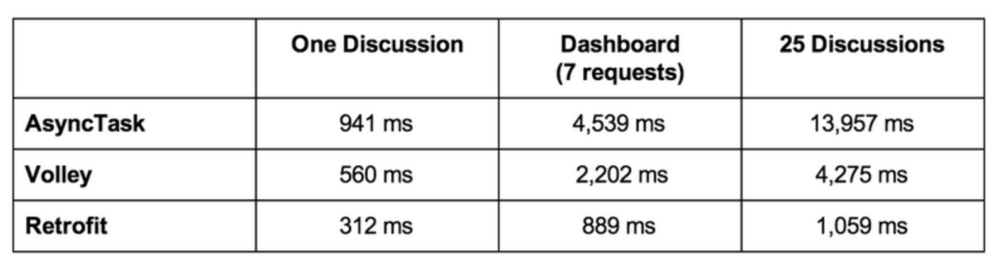 One Discussion
Dashboard
(7 requests)
25 Discussions
AsyncTask 941 ms 4,539 ms 13,957 ms
Volley 560 ms 2,202 ms 4,275 ms
Retrofit 312 ms 889 ms 1,059 ms